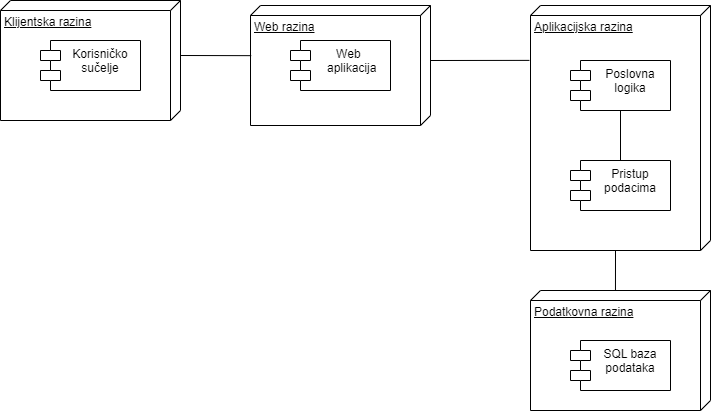 Klijentska razina
Korisničko
sučelje
Web razina
Web
aplikacija
Aplikacijska razina
Poslovna
logika
Pristup
podacima
Podatkovna razina
SQL baza
podataka